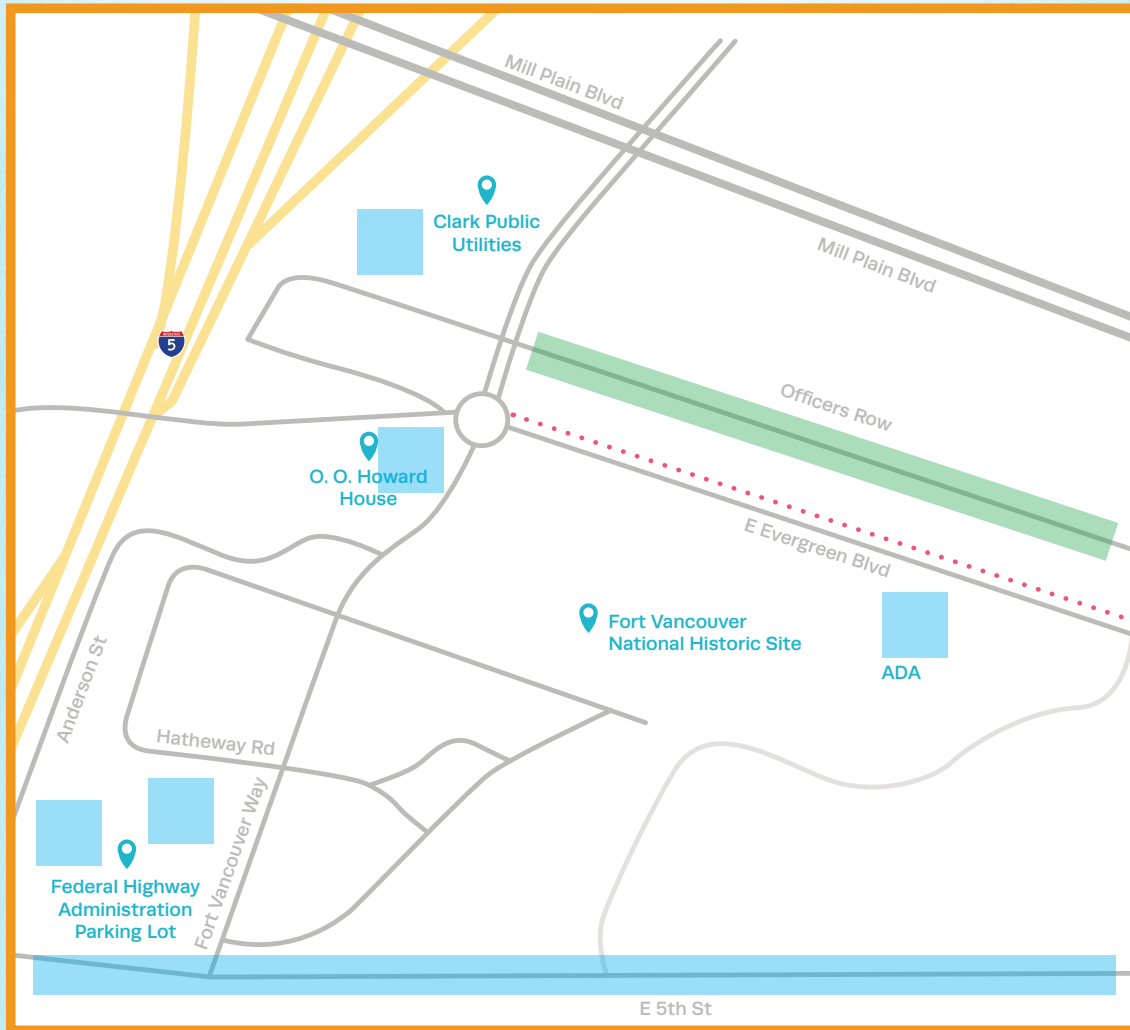 Mill Plain Blvd
Clark Public
Utilities
Mill Plain Blvd
INTERSTATE
5
Officers Row
O. O. Howard
House
E Evergreen Blvd
Fort Vancouver
National Historic Site
ADA
Anderson St
Hatheway Rd
Fort Vancouver Way
Federal Highway
Administration
Parking Lot
E 5th St